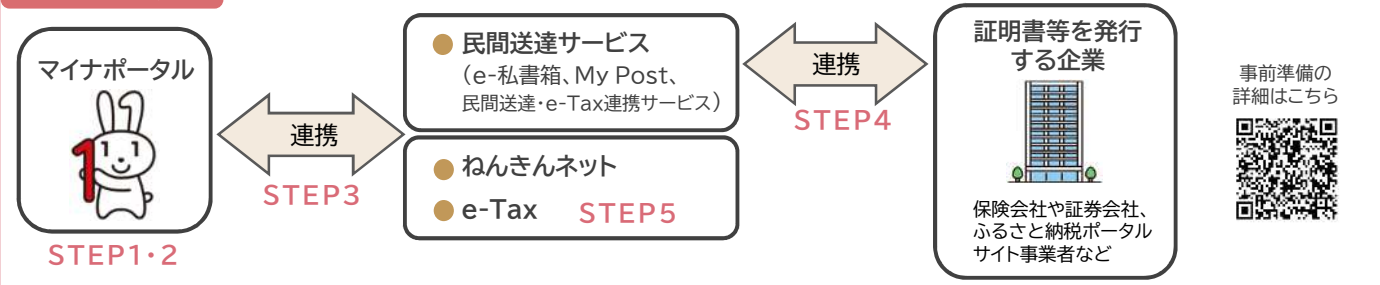 マイナポータル
1
STEP1・2
連携
STEP3
民間送達サービス
（e-私書箱、My Post、
民間送達・e-Tax連携サービス）
ねんきんネット
e-Tax STEP5
連携
STEP4
証明書等を発行
する企業
保険会社や証券会社、
ふるさと納税ポータル
サイト事業者など
事前準備の
詳細はこちら